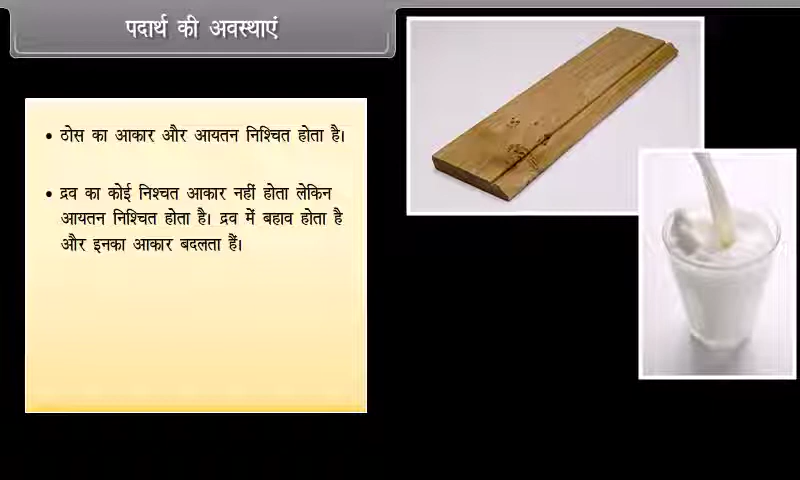 पदार्थ की अवस्थाएं
• ठोस का आकार और आयतन निश्चित होता है।
• द्रव का कोई निश्चत आकार नहीं होता लेकिन
आयतन निश्चित होता है। द्रव में बहाव होता है
और इनका आकार बदलता हैं।